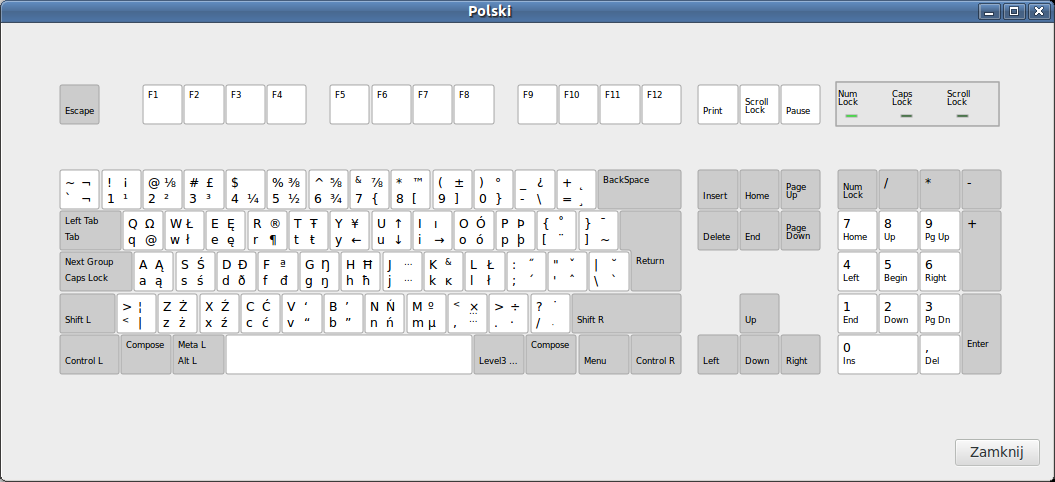 Polski
F1 F2 F3 F4 F5 F6 F7 F8 F9 F10 F11 F12
Escape Print Scroll Lock Pause
Num Lock Caps Lock Scroll Lock
~ ¬ ! ¡ @ ⅛ # £ $ % ⅜ ^ ⅝ & ⅞ * ™ ( ± ) ° _ ¿ + ˛ BackSpace
` ¬ 1 ¹ 2 ² 3 ³ 4 ¼ 5 ½ 6 ¾ 7 { 8 [ 9 ] 0 } - \ = ¸
Insert Home Page Up Num Lock / * -
Left Tab Q Ω W Ł E Ę R ® T Ŧ Y ¥ U ↑ I ı O Ó P Þ { ˚ } ¯
Tab q @ w ł e ę r ¶ t ŧ y ← u ↓ i → o ó p þ [ ¨ ] ~
Delete End Page Down 7 Home 8 Up 9 Pg Up +
Next Group A Ą S Ś D Đ F ª G Ŋ H Ħ J ... K & L Ł : ˝ " ˇ | ˘ Return
Caps Lock a ą s ś d ð f đ g ŋ h ħ j ... k ĸ l ł ; ´ ' ^ \ `
4 Left 5 Begin 6 Right
Shift L > ¦ Z Ż X Ź C Ć V ‘ B ’ N Ń M º < × > ÷ ? ˙ Shift R
< | z ż x ź c ć v “ b ” n ń m µ , ... . · / .
Up 1 End 2 Down 3 Pg Dn Enter
Control L Compose Meta L Alt L Level3 ... Compose Menu Control R
Left Down Right 0 Ins , Del
Zamknij